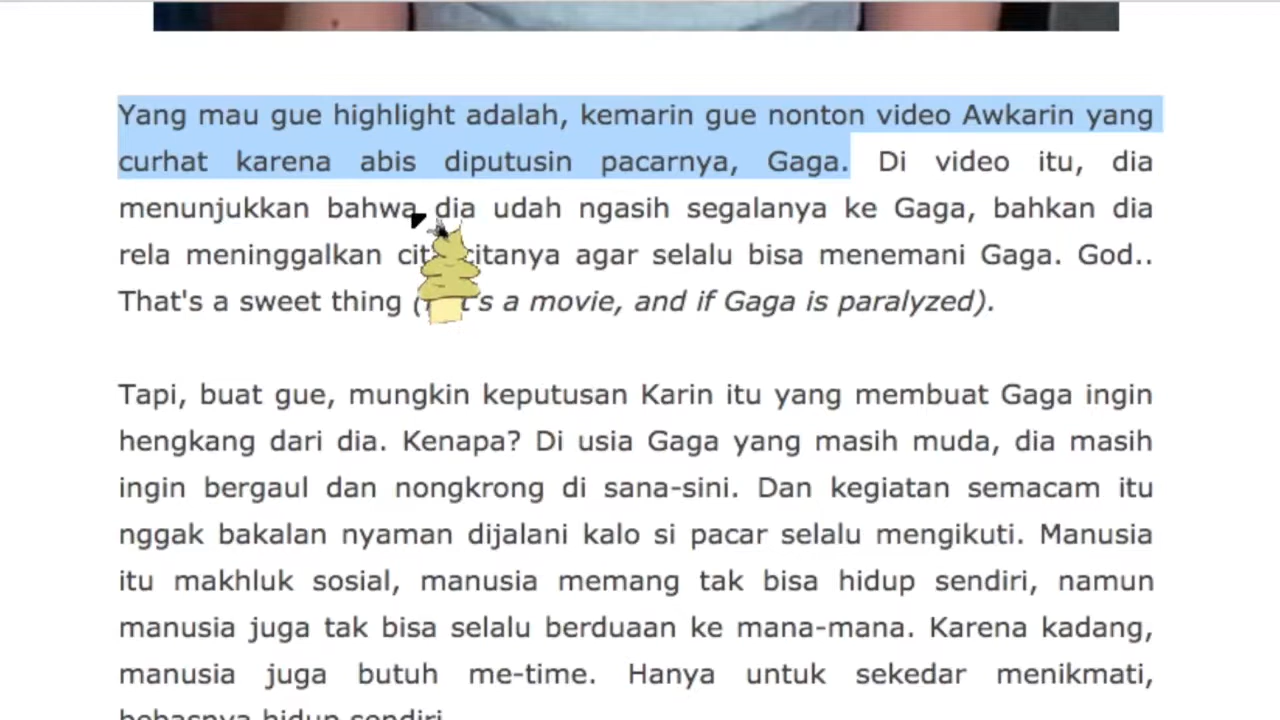 Yang mau gue highlight adalah, kemarin gue nonton video Awkarin yang
curhat karena abis diputusin pacarnya, Gaga. Di video itu, dia
menunjukkan bahwa dia udah ngasih segalanya ke Gaga, bahkan dia
rela meninggalkan cit itanya agar selalu bisa menemani Gaga. God..
That's a sweet thing ( t's a movie, and if Gaga is paralyzed).
Tapi, buat gue, mungkin keputusan Karin itu yang membuat Gaga ingin
hengkang dari dia. Kenapa? Di usia Gaga yang masih muda, dia masih
ingin bergaul dan nongkrong di sana-sini. Dan kegiatan semacam itu
nggak bakalan nyaman dijalani kalo si pacar selalu mengikuti. Manusia
itu makhluk sosial, manusia memang tak bisa hidup sendiri, namun
manusia juga tak bisa selalu berduaan ke mana-mana. Karena kadang,
manusia juga butuh me-time. Hanya untuk sekedar menikmati,
bebasnya hidup sendiri.